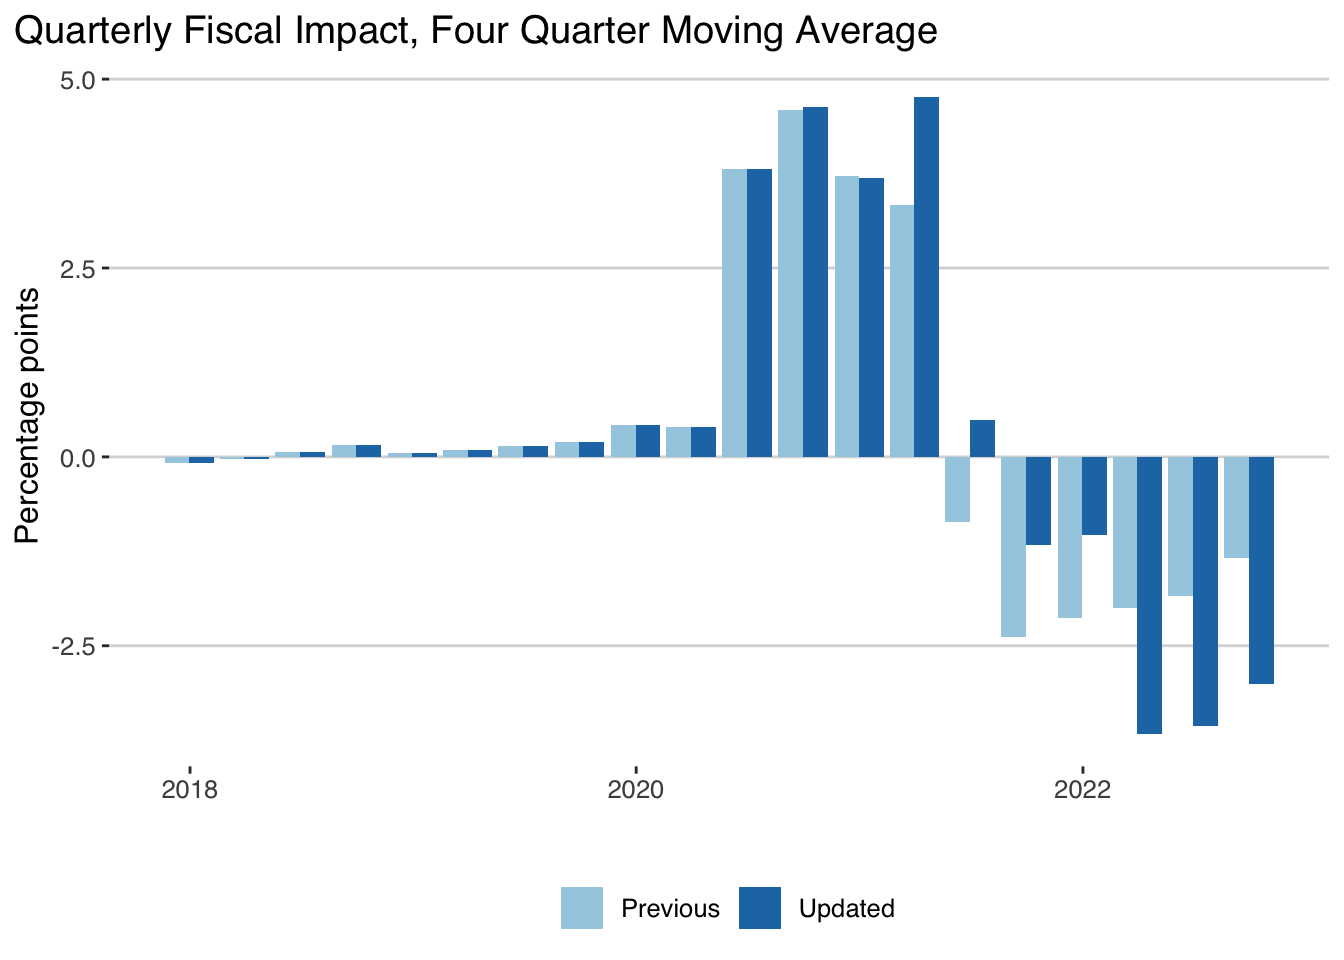 Quarterly Fiscal Impact, Four Quarter Moving Average
Percentage points
5.0
2.5
0.0
-2.5
2018 2020 2022
Previous Updated